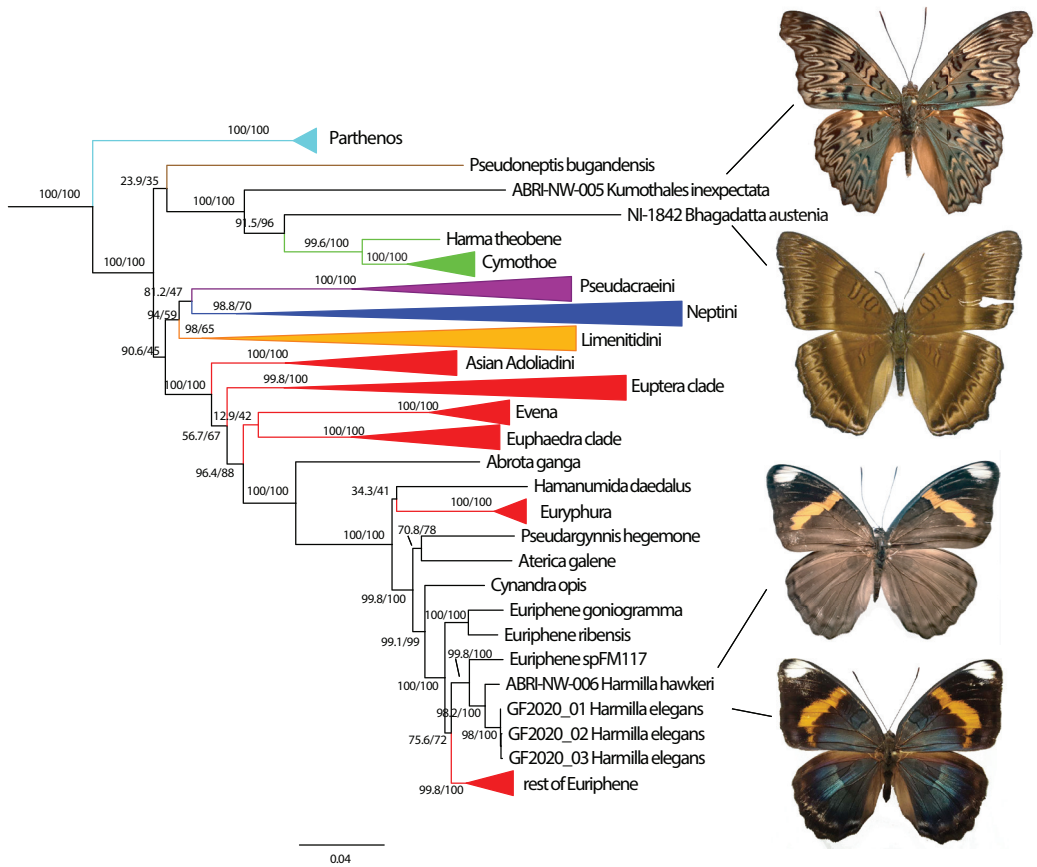 100/100
Parthenos
23.9/35
Pseudoneptis bugandensis
100/100
100/100
ABRI-NW-005 Kumothales inexpectata
91.5/96
NI-1842 Bhagadatta austenia
99.6/100
Harma theobene
100/100
100/100
Cymothoe
81.2/47
100/100
Pseudacraeini
94/59
98.8/70
Neptini
98/65
Limenitidini
90.6/45
100/100
Asian Adoliadini
100/100
99.8/100
Euptera clade
12.9/42
100/100
Evena
56.7/67
100/100
Euphaedra clade
96.4/88
Abrota ganga
100/100
34.3/41
Hamanumida daedalus
100/100
Euryphura
100/100
70.8/78
Pseudargynnis hegemone
Aterica galene
99.8/100
Cynandra opis
100/100
Euriphene goniogramma
99.1/99
Euriphene ribensis
99.8/100
Euriphene spFM117
100/100
ABRI-NW-006 Harmilla hawkeri
98.2/100
GF2020_01 Harmilla elegans
75.6/72
98/100
GF2020_02 Harmilla elegans
GF2020_03 Harmilla elegans
99.8/100
rest of Euriphene
0.04